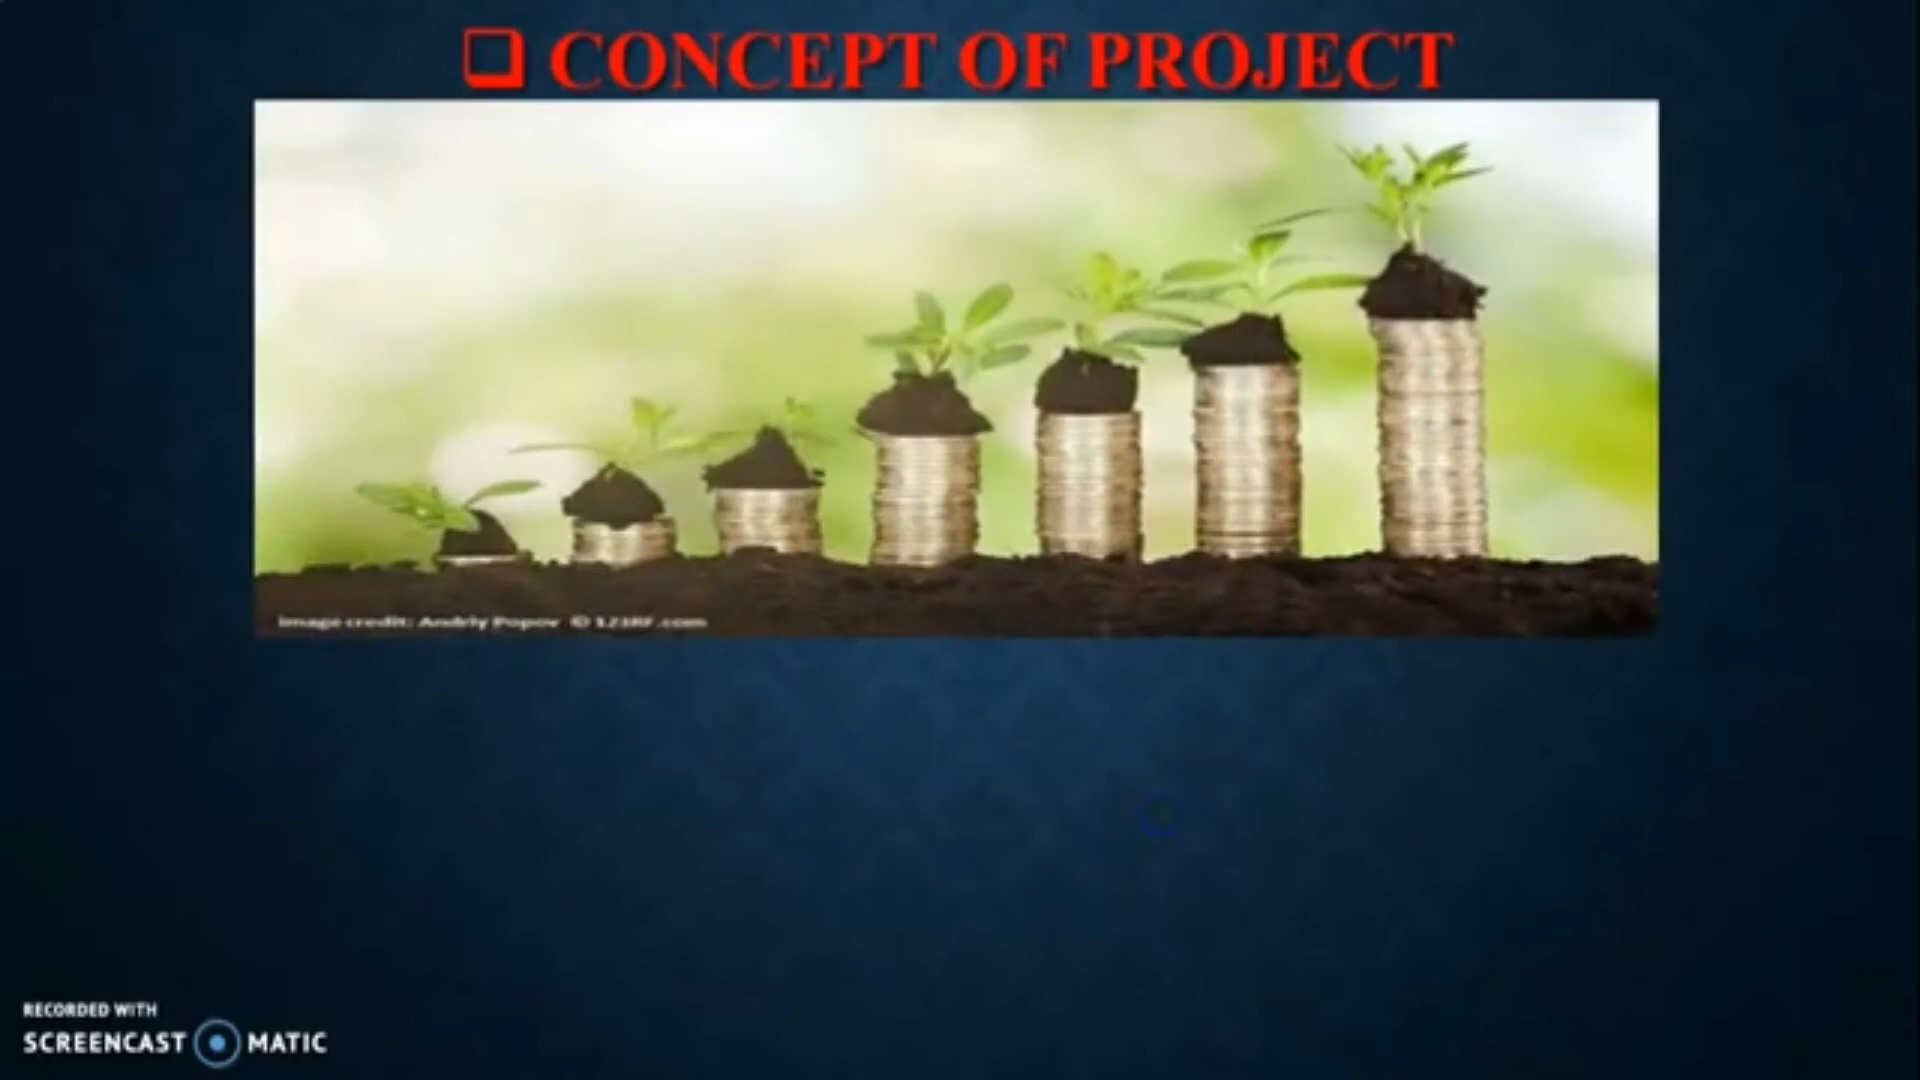 ❑ CONCEPT OF PROJECT
Image credit: Andriy Popov © 123RF.com
RECORDED WITH
SCREENCAST MATIC